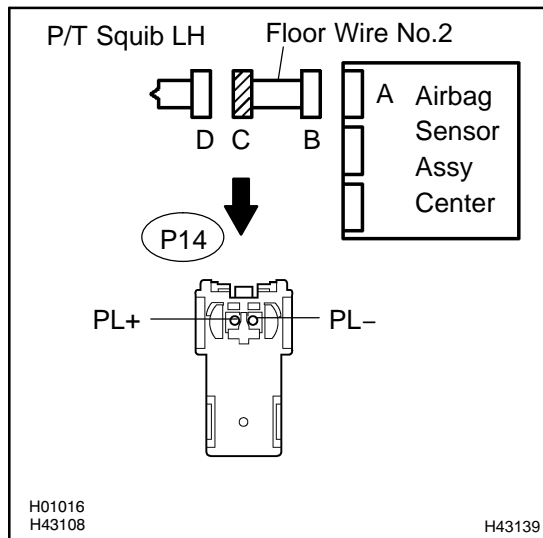 P/T Squib LH
Floor Wire No.2
D
C
B
A
Airbag
Sensor
Assy
Center
P14
PL+
PL−
H01016
H43108
H43139